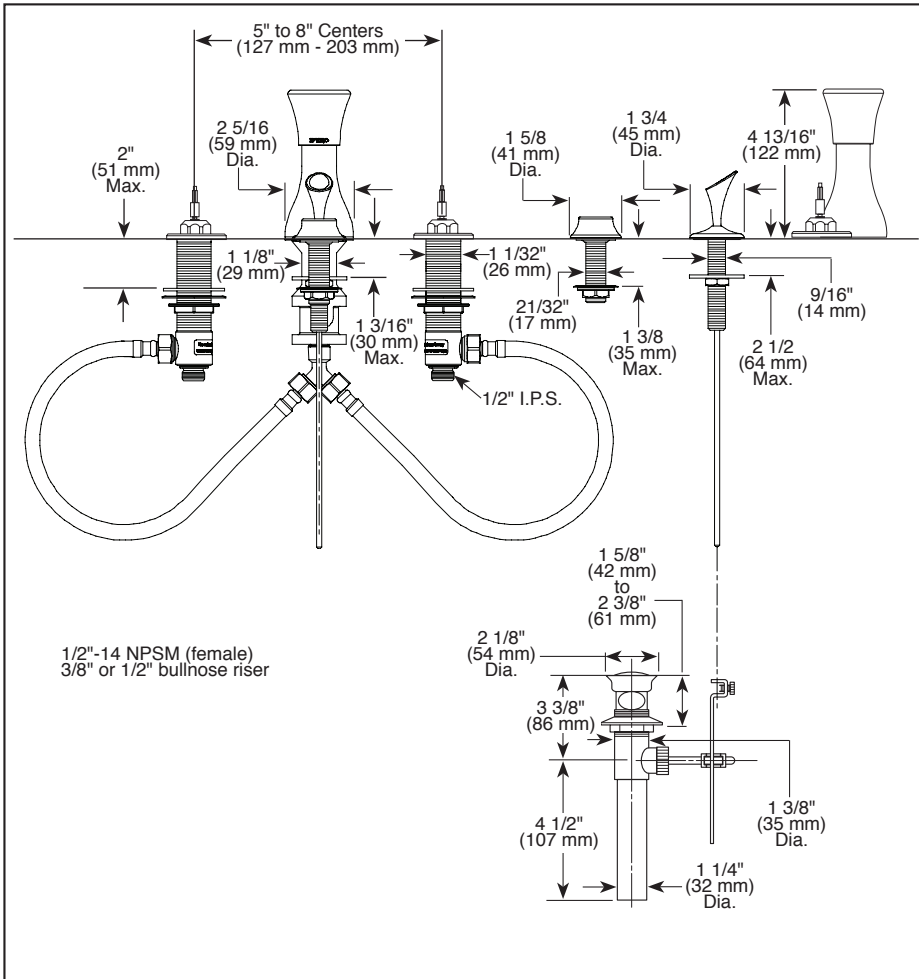 5" to 8" Centers
(127 mm - 203 mm)
2 5/16
(59 mm)
Dia.
2"
(51 mm)
Max.
1 5/8
(41 mm)
Dia.
1 3/4
(45 mm)
Dia.
4 13/16"
(122 mm)
1 1/8"
(29 mm)
1 1/32"
(26 mm)
21/32"
(17 mm)
9/16"
(14 mm)
1 3/16"
(30 mm)
Max.
1 3/8
(35 mm)
Max.
2 1/2
(64 mm)
Max.
1/2" I.P.S.
1 5/8"
(42 mm)
to
2 3/8"
(61 mm)
1/2"-14 NPSM (female)
3/8" or 1/2" bullnose riser
2 1/8"
(54 mm)
Dia.
3 3/8"
(86 mm)
4 1/2"
(107 mm)
1 3/8"
(35 mm)
Dia.
1 1/4"
(32 mm)
Dia.